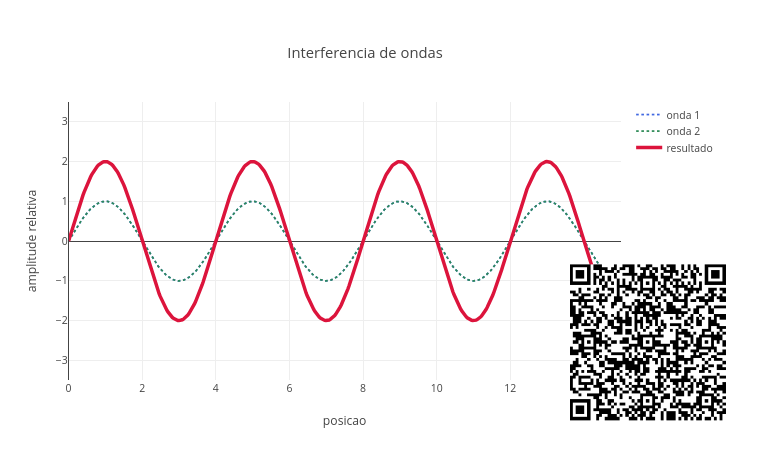 Interferencia de ondas
onda 1
onda 2
resultado
amplitude relativa
3
2
1
0
−1
−2
−3
0 2 4 6 8 10 12
posicao